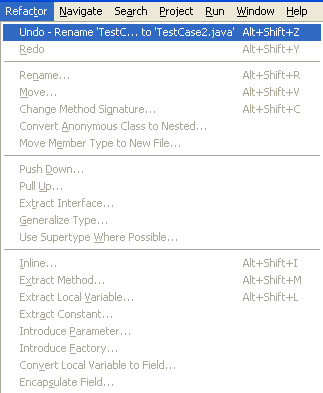 Refactor Navigate Search Project Run Window Help
Undo - Rename 'TestC... to 'TestCase2.java' Alt+Shift+Z
Redo Alt+Shift+Y
Rename... Alt+Shift+R
Move... Alt+Shift+V
Change Method Signature... Alt+Shift+C
Convert Anonymous Class to Nested...
Move Member Type to New File...
Push Down...
Pull Up...
Extract Interface...
Generalize Type...
Use Supertype Where Possible...
Inline... Alt+Shift+I
Extract Method... Alt+Shift+M
Extract Local Variable... Alt+Shift+L
Extract Constant...
Introduce Parameter...
Introduce Factory...
Convert Local Variable to Field...
Encapsulate Field...